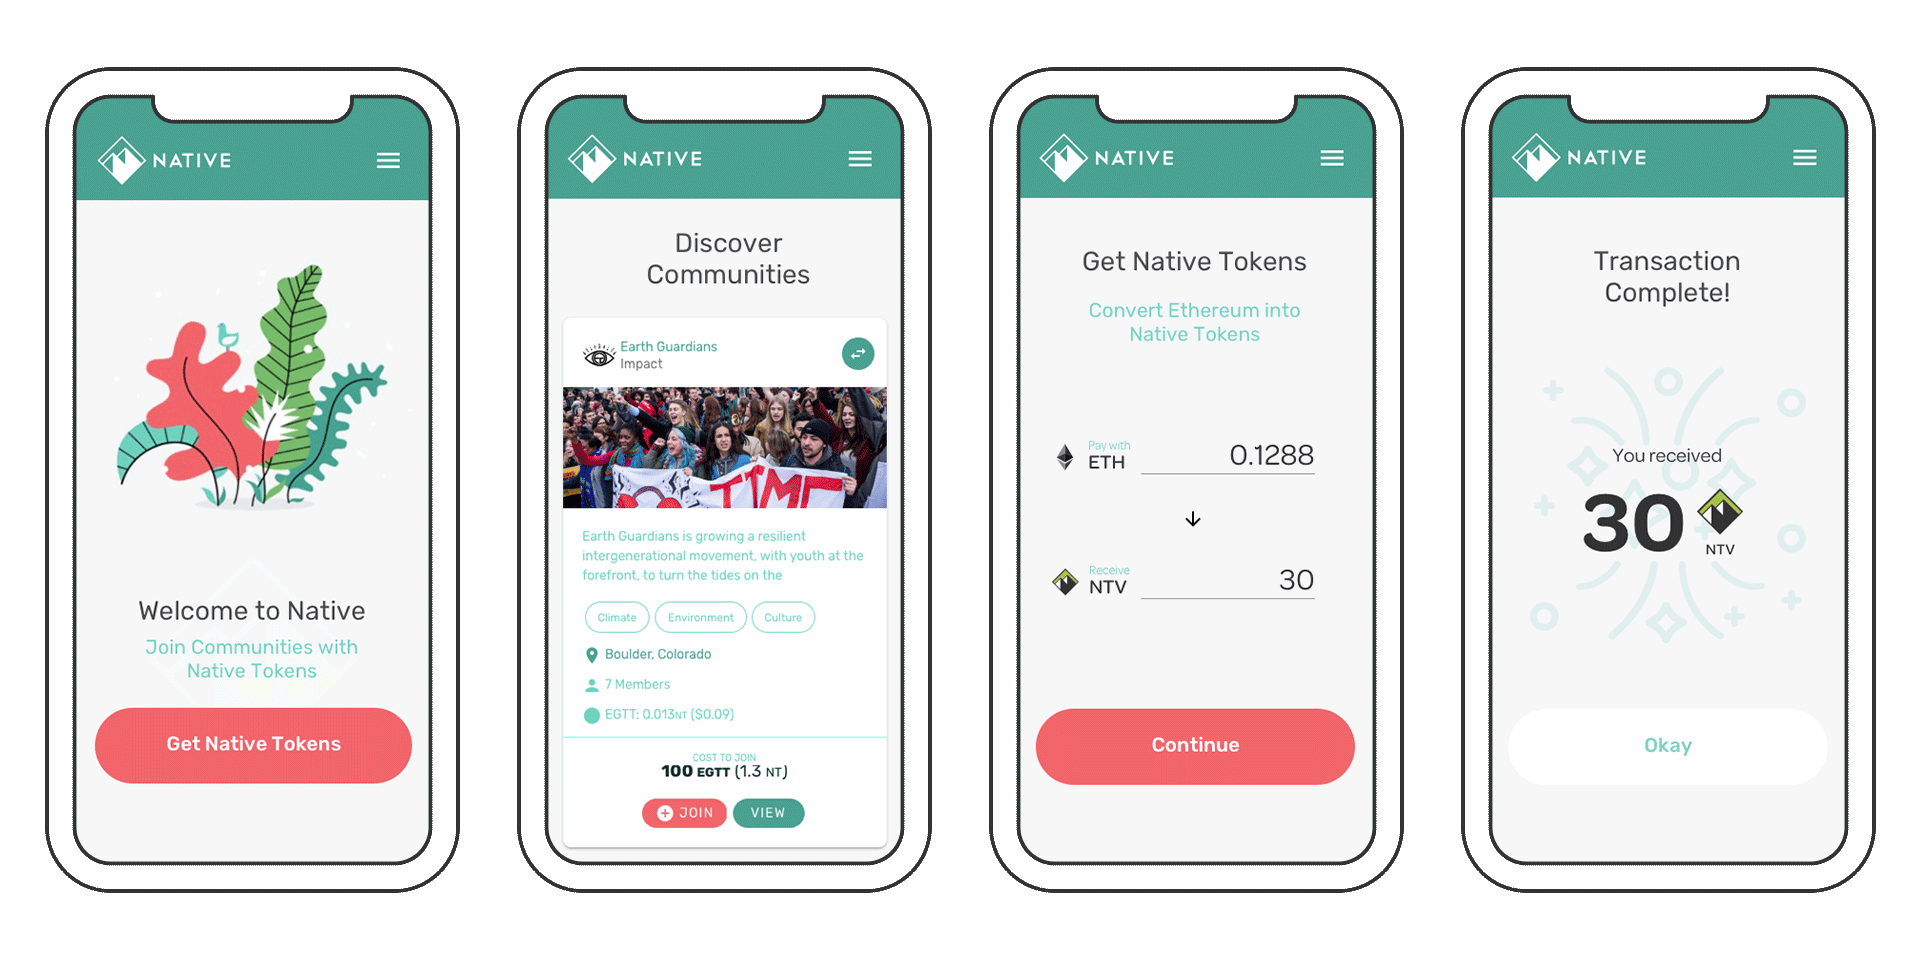 NATIVE
Welcome to Native
Join Communities with
Native Tokens
Get Native Tokens
NATIVE
Discover
Communities
Earth Guardians
Impact
TIME
Earth Guardians is growing a resilient
intergenerational movement, with youth at the
forefront, to turn the tides on the
Climate
Environment
Culture
Boulder, Colorado
7 Members
EGTT: 0.013NT ($0.09)
COST TO JOIN
100 EGTT (1.3 NT)
JOIN
VIEW
NATIVE
Get Native Tokens
Convert Ethereum into
Native Tokens
Pay with
ETH
0.1288
Receive
NTV
30
Continue
NATIVE
Transaction
Complete!
You received
30
NTV
Okay